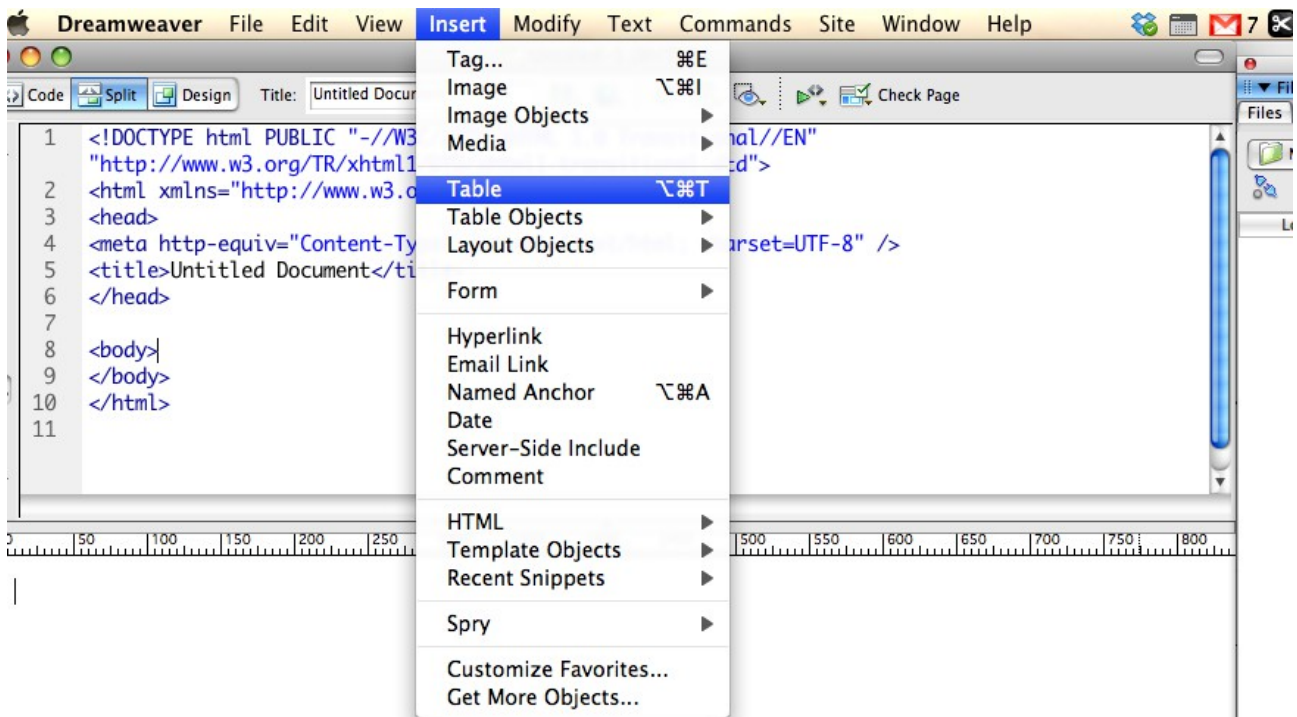 Dreamweaver File Edit View Insert Modify Text Commands Site Window Help 7
Code Split Design Title: Untitled Docur Check Page
Files
Tag... ⌘E
Image ⌥⌘I
Image Objects ▶
Media ▶
Table ⌥⌘T
Table Objects ▶
Layout Objects ▶
Form ▶
Hyperlink
Email Link
Named Anchor ⌥⌘A
Date
Server-Side Include
Comment
HTML ▶
Template Objects ▶
Recent Snippets ▶
Spry ▶
Customize Favorites...
Get More Objects...
1 <!DOCTYPE html PUBLIC "-//W3 nal//EN"
"http://www.w3.org/TR/xhtml1 td">
2 <html xmlns="http://www.w3.o
3 <head>
4 <meta http-equiv="Content-Ty arset=UTF-8" />
5 <title>Untitled Document</ti
6 </head>
7
8 <body>
9 </body>
10 </html>
11
50 100 150 200 250 500 550 600 650 700 750 800